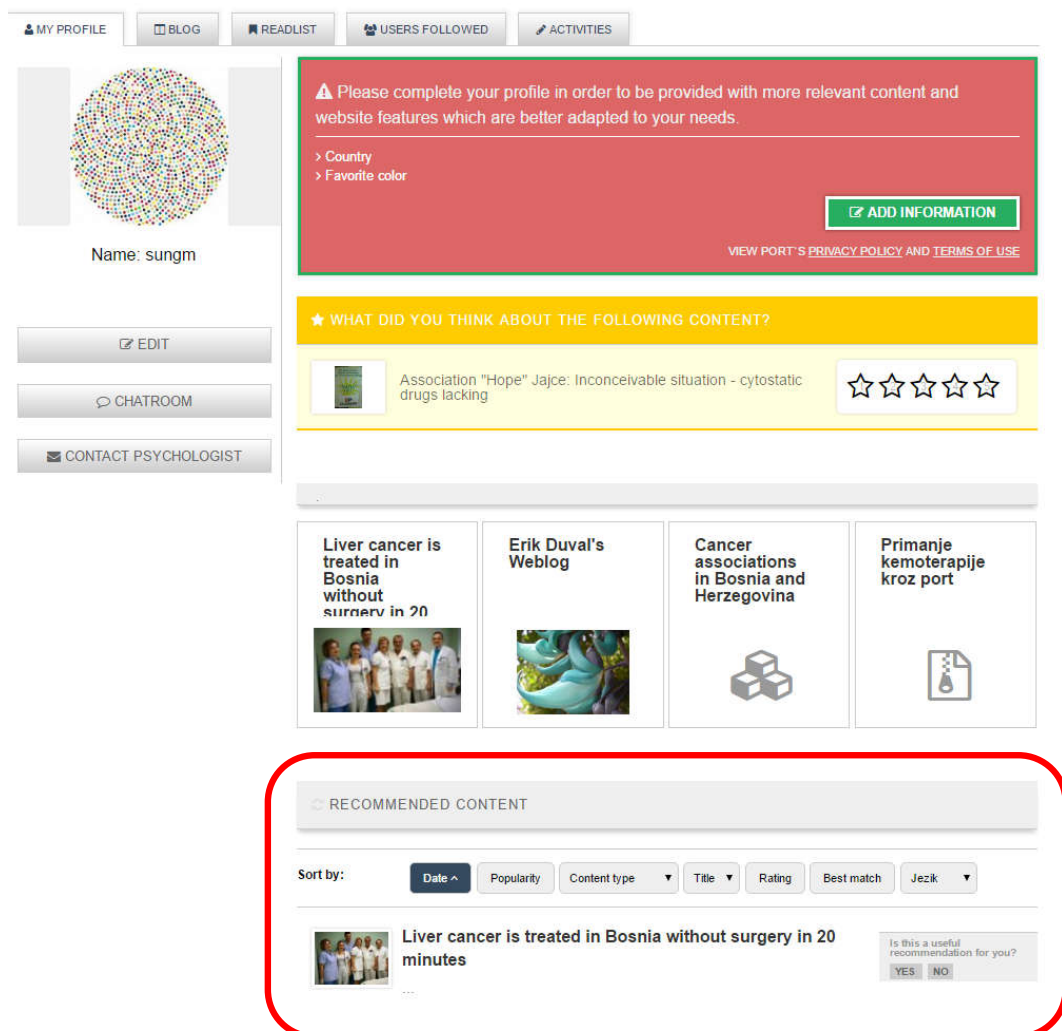 MY PROFILE
BLOG
READLIST
USERS FOLLOWED
ACTIVITIES
Name: sungm
EDIT
CHATROOM
CONTACT PSYCHOLOGIST
Please complete your profile in order to be provided with more relevant content and
website features which are better adapted to your needs.
> Country
> Favorite color
ADD INFORMATION
VIEW PORT'S PRIVACY POLICY AND TERMS OF USE
WHAT DID YOU THINK ABOUT THE FOLLOWING CONTENT?
Association "Hope" Jajce: Inconceivable situation - cytostatic
drugs lacking
.
Liver cancer is
treated in
Bosnia
without
surgery in 20
Erik Duval's
Weblog
Cancer
associations
in Bosnia and
Herzegovina
Primanje
kemoterapije
kroz port
RECOMMENDED CONTENT
Sort by:
Date
Popularity
Content type
Title
Rating
Best match
Jezik
Liver cancer is treated in Bosnia without surgery in 20
minutes
...
Is this a useful
recommendation for you?
YES NO